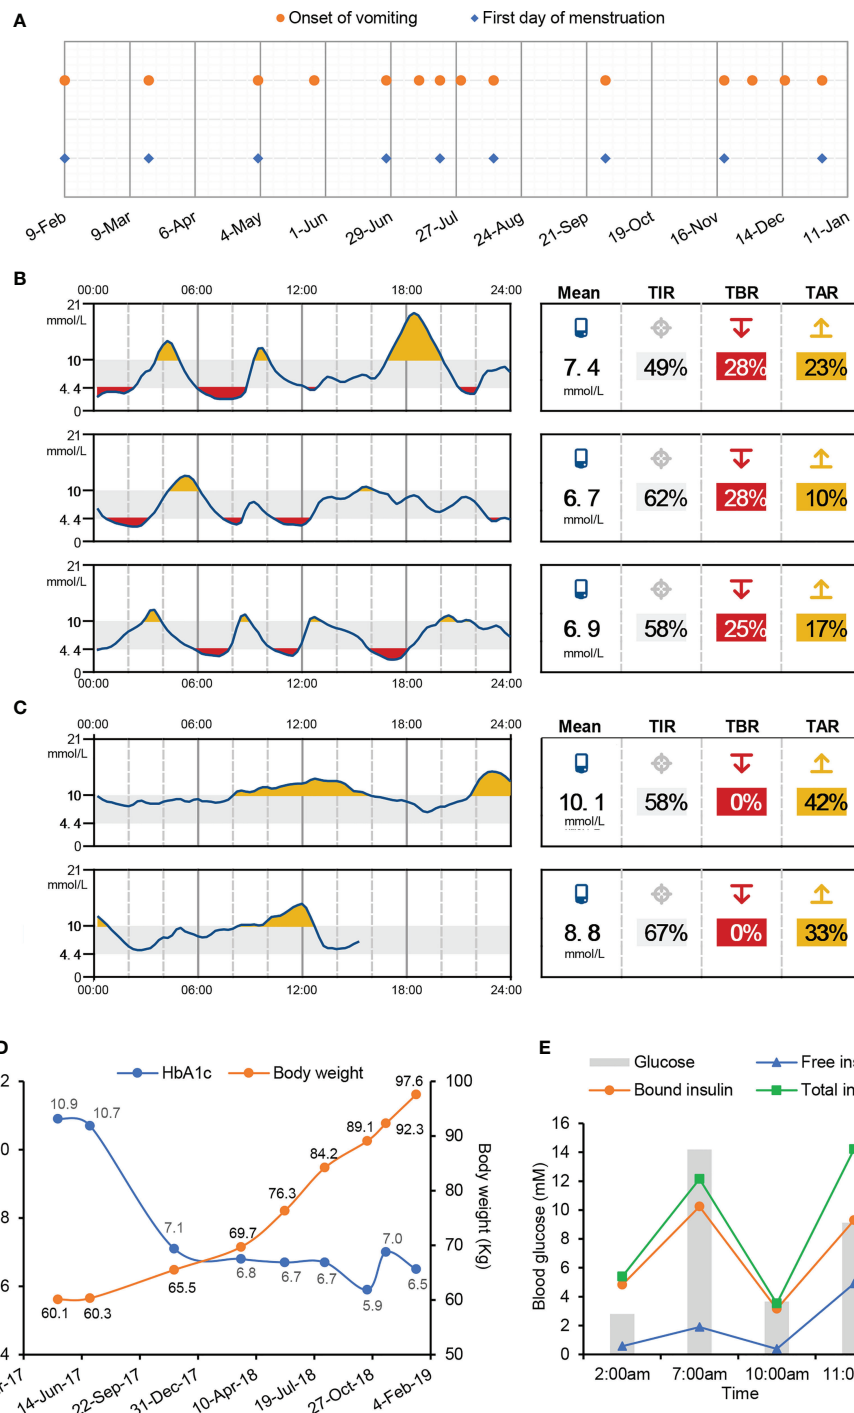 A
Onset of vomiting First day of menstruation
9-Feb 9-Mar 6-Apr 4-May 1-Jun 29-Jun 27-Jul 24-Aug 21-Sep 19-Oct 16-Nov 14-Dec 11-Jan
B
00:00 06:00 12:00 18:00 24:00 Mean TIR TBR TAR
21
mmol/L
10
4.4
0
7.4 49% 28% 23%
mmol/L
21
mmol/L
10
4.4
0
6.7 62% 28% 10%
mmol/L
21
mmol/L
10
4.4
0
6.9 58% 25% 17%
mmol/L
00:00 06:00 12:00 18:00 24:00
C
00:00 06:00 12:00 18:00 24:00 Mean TIR TBR TAR
21
mmol/L
10
4.4
0
10.1 58% 0% 42%
mmol/L
21
mmol/L
10
4.4
0
8.8 67% 0% 33%
mmol/L
00:00 06:00 12:00 18:00 24:00
D
HbA1c Body weight
2
0
8
6
4
10.9 10.7 7.1 6.8 6.7 6.7 5.9 7.0 6.5
60.1 60.3 65.5 69.7 76.3 84.2 89.1 92.3 97.6
100
90
80
70
60
50
Body weight (Kg)
r-17 14-Jun-17 22-Sep-17 31-Dec-17 10-Apr-18 19-Jul-18 27-Oct-18 4-Feb-19
E
Glucose Free ins
Bound insulin Total in
Blood glucose (mM)
16
14
12
10
8
6
4
2
0
2:00am 7:00am 10:00am 11:0
Time